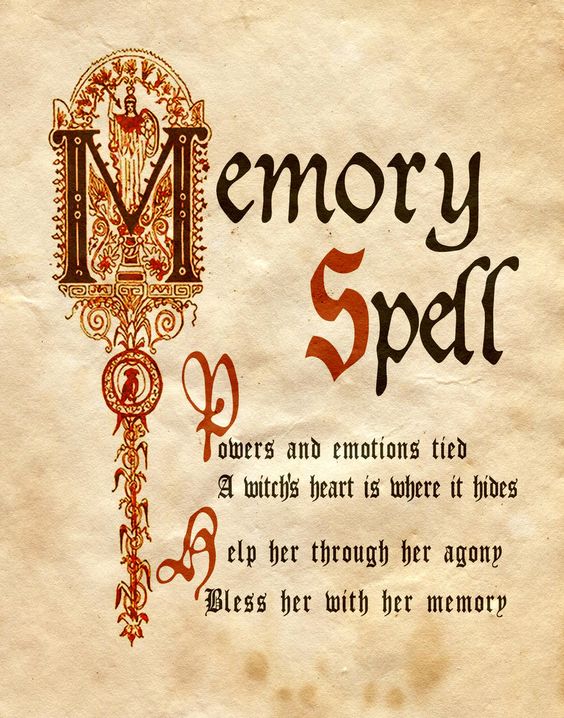 Memory
Spell
Powers and emotions tied
A witch's heart is where it hides
Help her through her agony
Bless her with her memory